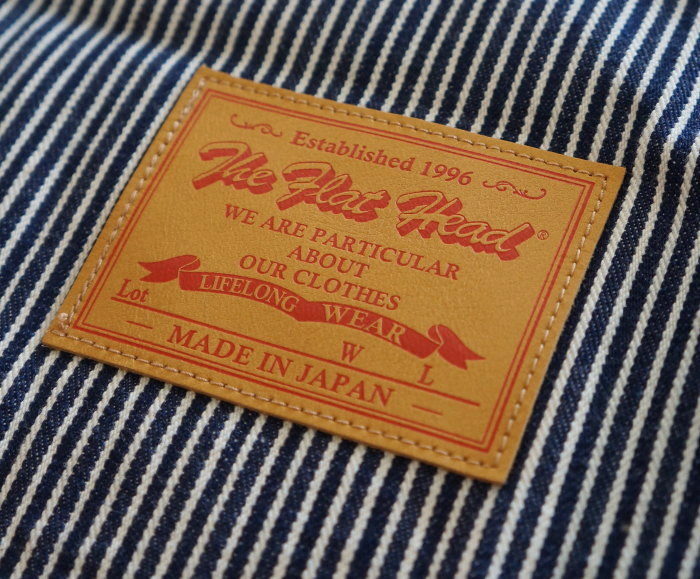 Established 1996
The Flat Head®
WE ARE PARTICULAR
ABOUT
OUR CLOTHES
LIFELONG WEAR
Lot W L
— MADE IN JAPAN —